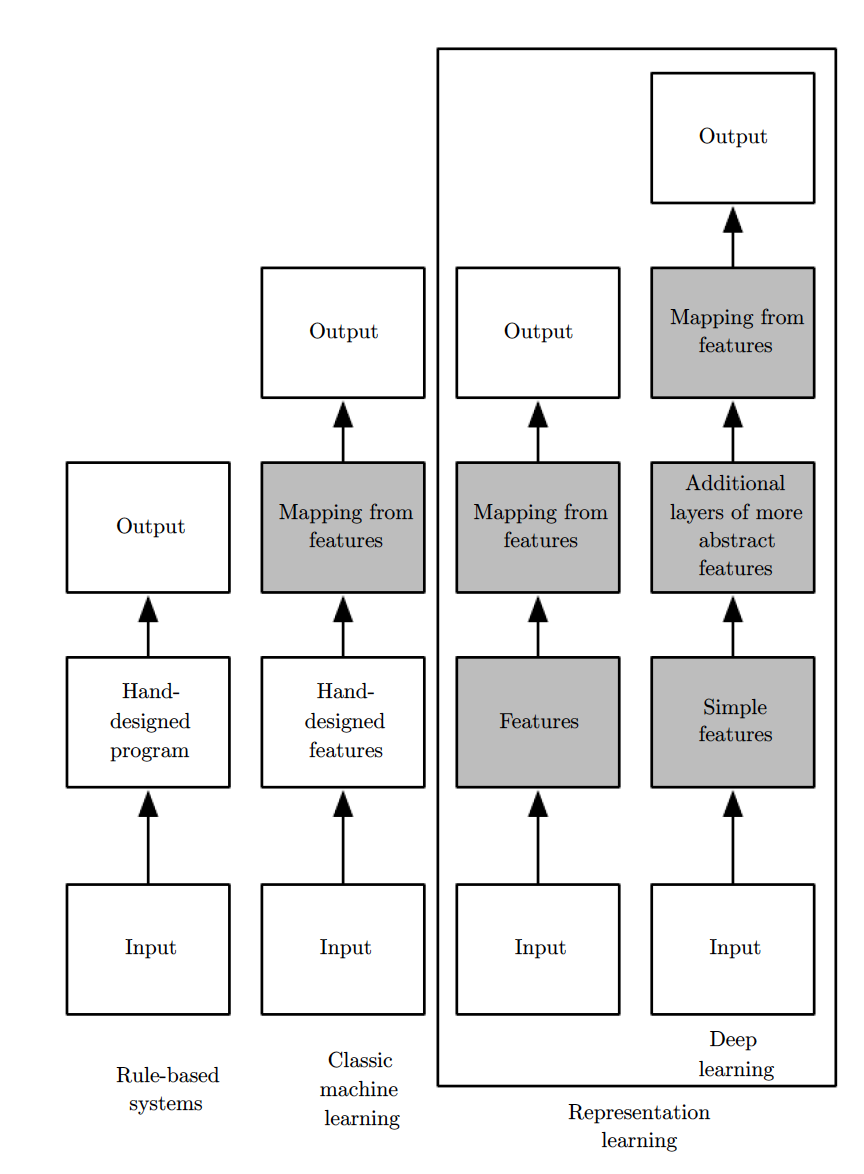 Output
Output
Output
Mapping from
features
Output
Mapping from
features
Mapping from
features
Additional
layers of more
abstract
features
Hand-
designed
program
Hand-
designed
features
Features
Simple
features
Input
Input
Input
Input
Rule-based
systems
Classic
machine
learning
Deep
learning
Representation
learning